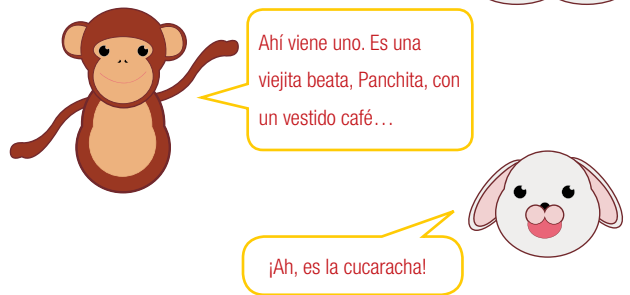 Ahí viene uno. Es una
viejita beata, Panchita, con
un vestido café…
¡Ah, es la cucaracha!